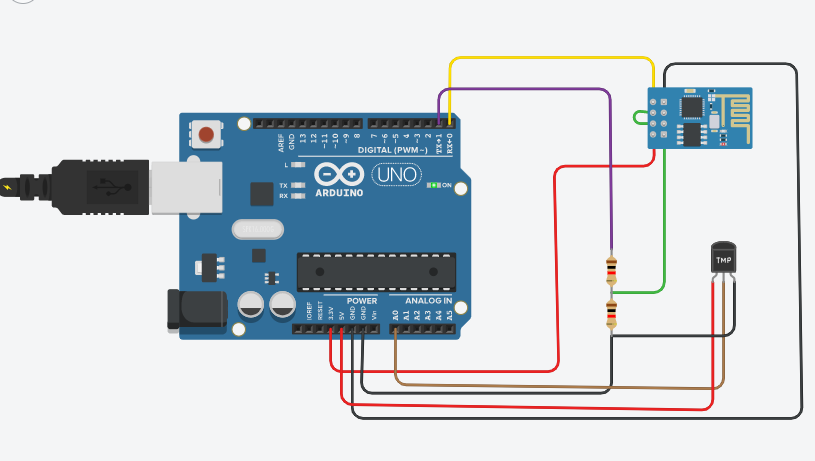 AREF
GND
13
12
~11
~10
~9
8
7
~6
~5
4
~3
2
TX→1
RX←0
DIGITAL (PWM~)
L
TX
RX
ARDUINO
UNO
ON
TMP
POWER
ANALOG IN
IOREF
RESET
3.3V
5V
GND
GND
Vin
A0
A1
A2
A3
A4
A5